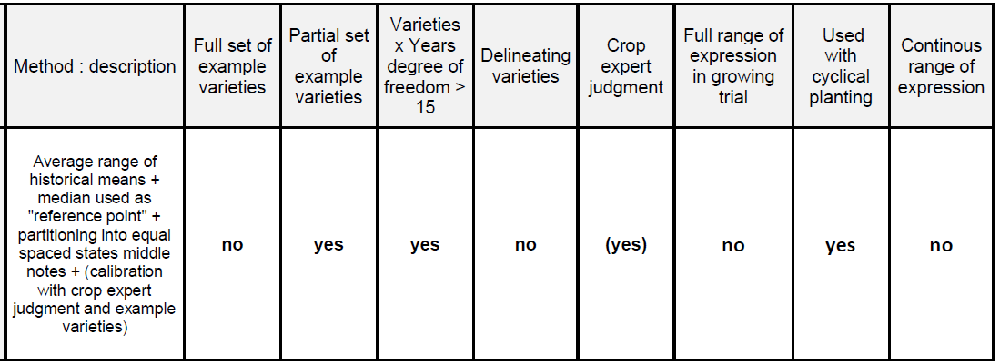 Method : description
Full set of
example
varieties
Partial set
of
example
varieties
Varieties
x Years
degree of
freedom >
15
Delineating
varieties
Crop
expert
judgment
Full range of
expression
in growing
trial
Used
with
cyclical
planting
Continous
range of
expression
Average range of
historical means +
median used as
"reference point" +
partitioning into equal
spaced states middle
notes + (calibration
with crop expert
judgment and example
varieties)
no
yes
yes
no
(yes)
no
yes
no